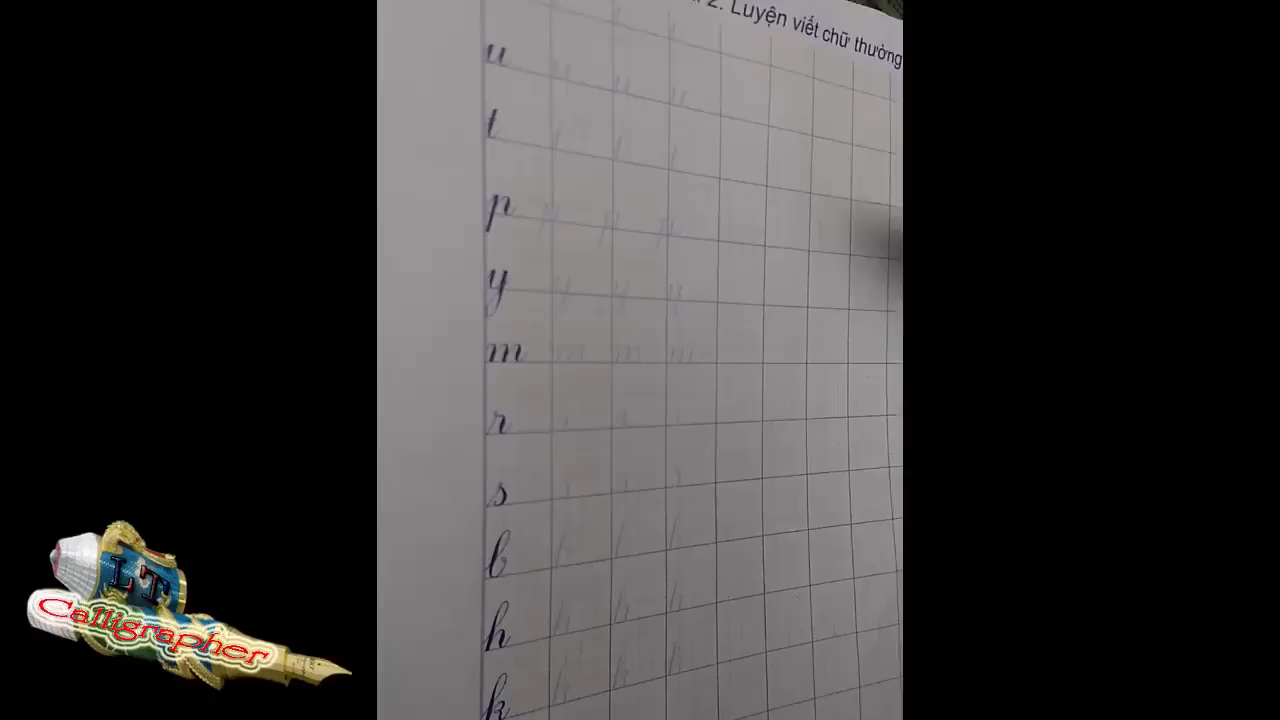 2. Luyện viết chữ thường
u u u u
t t t t
p p p p
y y y y
m m m m
r r r r
s s s s
b b b b
h h h h
k k k k
LT
Calligrapher